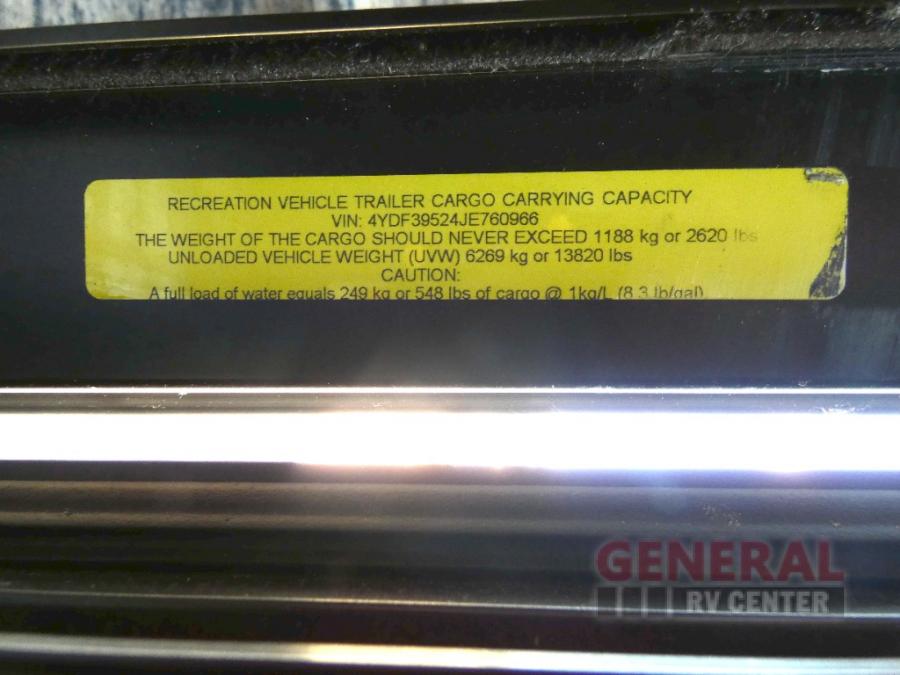 RECREATION VEHICLE TRAILER CARGO CARRYING CAPACITY
VIN: 4YDF39524JE760966
THE WEIGHT OF THE CARGO SHOULD NEVER EXCEED 1188 kg or 2620 lbs
UNLOADED VEHICLE WEIGHT (UVW) 6269 kg or 13820 lbs
CAUTION:
A full load of water equals 249 kg or 548 lbs of cargo @ 1kg/L (8.3 lb/gal)
GENERAL
RV CENTER